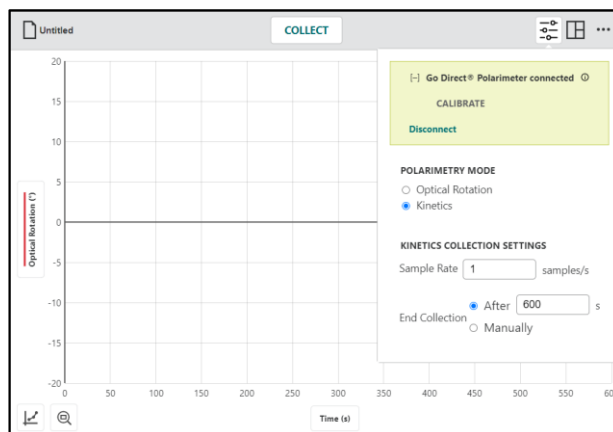 Untitled
COLLECT
[-] Go Direct® Polarimeter connected
CALIBRATE
Disconnect
POLARIMETRY MODE
Optical Rotation
Kinetics
KINETICS COLLECTION SETTINGS
Sample Rate 1 samples/s
End Collection
After 600 s
Manually
Optical Rotation (°)
20
15
10
5
0
-5
-10
-15
-20
0 50 100 150 200 250 300 350 400 450 500 550 600
Time (s)